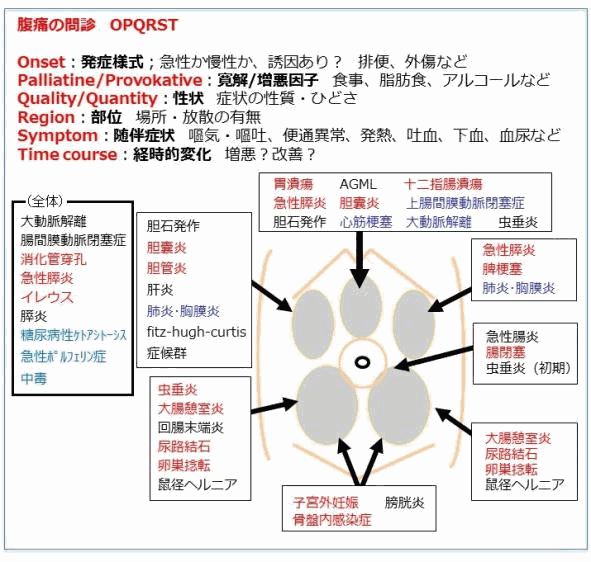 腹痛の問診 OPQRST
Onset：発症様式；急性か慢性か、誘因あり？ 排便、外傷など
Palliatine/Provokative：寛解/増悪因子 食事、脂肪食、アルコールなど
Quality/Quantity：性状 症状の性質・ひどさ
Region：部位 場所・放散の有無
Symptom：随伴症状 嘔気・嘔吐、便通異常、発熱、吐血、下血、血尿など
Time course：経時的変化 増悪？改善？
（全体）
大動脈解離
腸間膜動脈閉塞症
消化管穿孔
急性膵炎
イレウス
膵炎
糖尿病性ｹﾄｱｼﾄｰｼｽ
急性ﾎﾟﾙﾌｪﾘﾝ症
中毒
胆石発作
胆嚢炎
胆管炎
肝炎
肺炎・胸膜炎
fitz-hugh-curtis
症候群
胃潰瘍 AGML 十二指腸潰瘍
急性膵炎 胆嚢炎 上腸間膜動脈閉塞症
胆石発作 心筋梗塞 大動脈解離 虫垂炎
急性膵炎
脾梗塞
肺炎・胸膜炎
急性腸炎
腸閉塞
虫垂炎（初期）
虫垂炎
大腸憩室炎
回腸末端炎
尿路結石
卵巣捻転
鼠径ヘルニア
大腸憩室炎
尿路結石
卵巣捻転
鼠径ヘルニア
子宮外妊娠 膀胱炎
骨盤内感染症